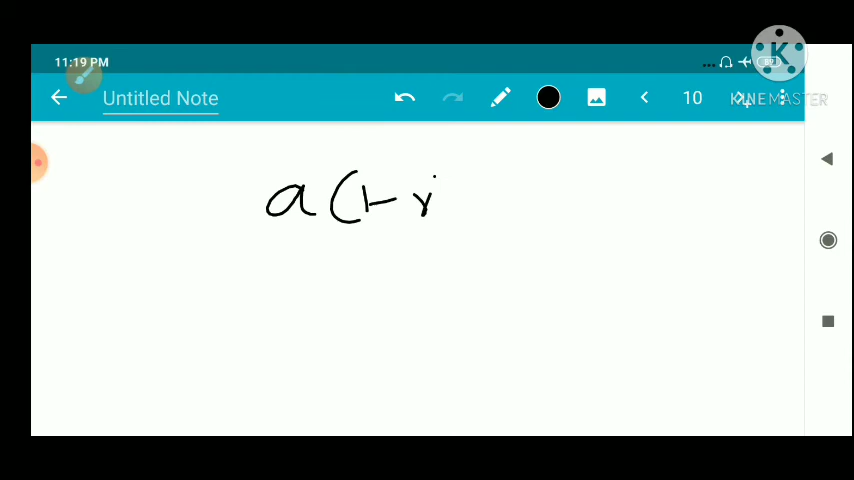 11:19 PM
Untitled Note
10
K
KINEMASTER
a (1- r